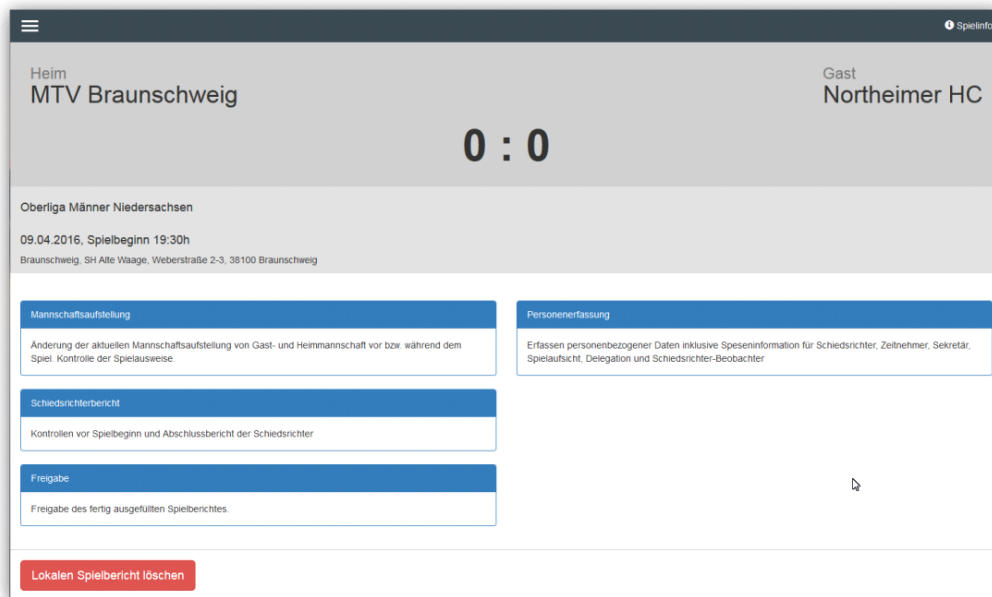 Spielinfo
Heim
MTV Braunschweig
Gast
Northeimer HC
0 : 0
Oberliga Männer Niedersachsen
09.04.2016, Spielbeginn 19:30h
Braunschweig, SH Alte Waage, Weberstraße 2-3, 38100 Braunschweig
Mannschaftsaufstellung
Änderung der aktuellen Mannschaftsaufstellung von Gast- und Heimmannschaft vor bzw. während dem
Spiel. Kontrolle der Spielausweise.
Personenerfassung
Erfassen personenbezogener Daten inklusive Speseninformation für Schiedsrichter, Zeitnehmer, Sekretär,
Spielaufsicht, Delegation und Schiedsrichter-Beobachter
Schiedsrichterbericht
Kontrollen vor Spielbeginn und Abschlussbericht der Schiedsrichter
Freigabe
Freigabe des fertig ausgefüllten Spielberichtes.
Lokalen Spielbericht löschen